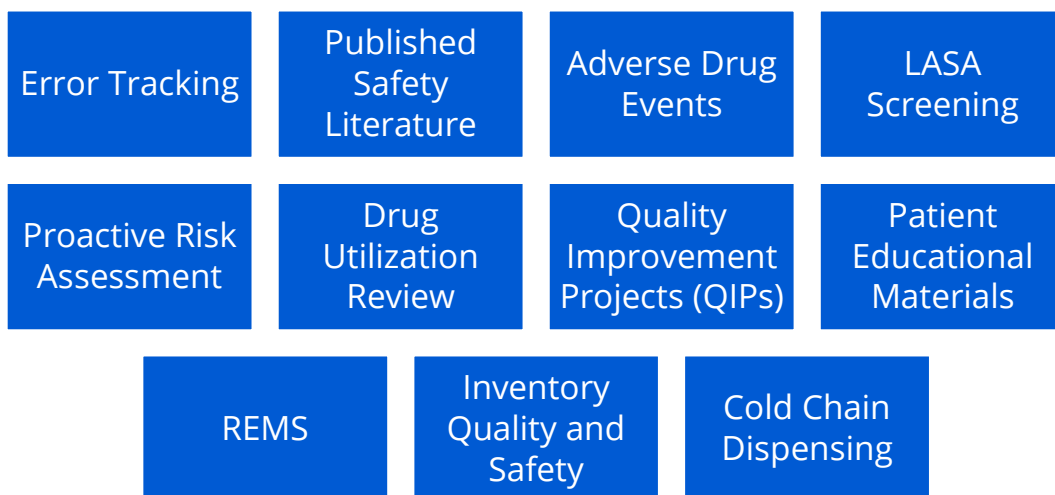 Error Tracking
Published
Safety
Literature
Adverse Drug
Events
LASA
Screening
Proactive Risk
Assessment
Drug
Utilization
Review
Quality
Improvement
Projects (QIPs)
Patient
Educational
Materials
REMS
Inventory
Quality and
Safety
Cold Chain
Dispensing